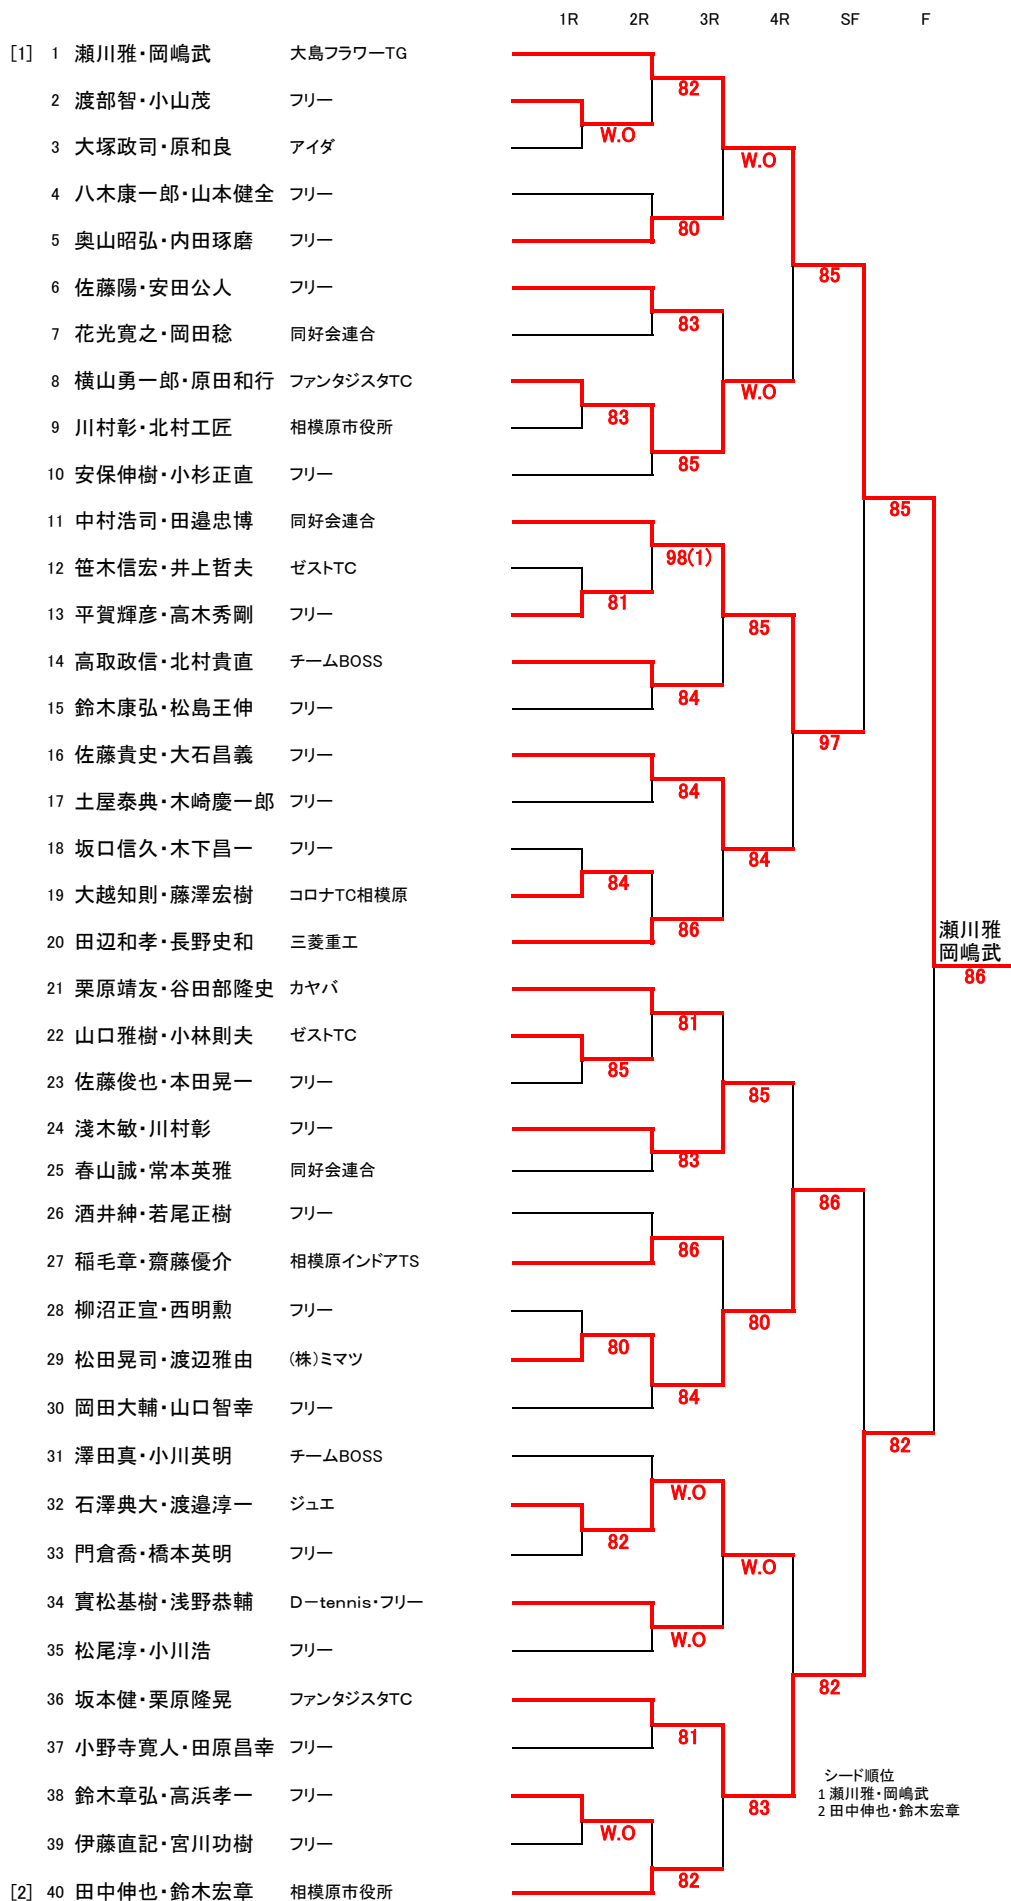 1R 2R 3R 4R SF F
[1] 1 瀬川雅・岡嶋武 大島フラワーTG
82
2 渡部智・小山茂 フリー
W.O
3 大塚政司・原和良 アイダ
W.O
4 八木康一郎・山本健全 フリー
80
5 奥山昭弘・内田琢磨 フリー
85
6 佐藤陽・安田公人 フリー
83
7 花光寛之・岡田稔 同好会連合
8 横山勇一郎・原田和行 ファンタジスタTC
W.O
83
9 川村彰・北村工匠 相模原市役所
85
10 安保伸樹・小杉正直 フリー
85
11 中村浩司・田邉忠博 同好会連合
98(1)
12 笹木信宏・井上哲夫 ゼストTC
81
13 平賀輝彦・高木秀剛 フリー
85
14 高取政信・北村貴直 チームBOSS
84
15 鈴木康弘・松島王伸 フリー
97
16 佐藤貴史・大石昌義 フリー
84
17 土屋泰典・木崎慶一郎 フリー
18 坂口信久・木下昌一 フリー
84
84
19 大越知則・藤澤宏樹 コロナTC相模原
86
瀬川雅
20 田辺和孝・長野史和 三菱重工
岡嶋武
86
21 栗原靖友・谷田部隆史 カヤバ
81
22 山口雅樹・小林則夫 ゼストTC
85
23 佐藤俊也・本田晃一 フリー
85
24 淺木敏・川村彰 フリー
83
25 春山誠・常本英雅 同好会連合
86
26 酒井紳・若尾正樹 フリー
86
27 稲毛章・齋藤優介 相模原インドアTS
28 柳沼正宣・西明勲 フリー
80
80
29 松田晃司・渡辺雅由 (株)ミマツ
84
30 岡田大輔・山口智幸 フリー
82
31 澤田真・小川英明 チームBOSS
W.O
32 石澤典大・渡邉淳一 ジュエ
82
33 門倉喬・橋本英明 フリー
W.O
34 實松基樹・浅野恭輔 D－tennis・フリー
W.O
35 松尾淳・小川浩 フリー
82
36 坂本健・栗原隆晃 ファンタジスタTC
81
37 小野寺寛人・田原昌幸 フリー
シード順位
38 鈴木章弘・高浜孝一 フリー
1 瀬川雅・岡嶋武
83
2 田中伸也・鈴木宏章
W.O
39 伊藤直記・宮川功樹 フリー
82
[2] 40 田中伸也・鈴木宏章 相模原市役所